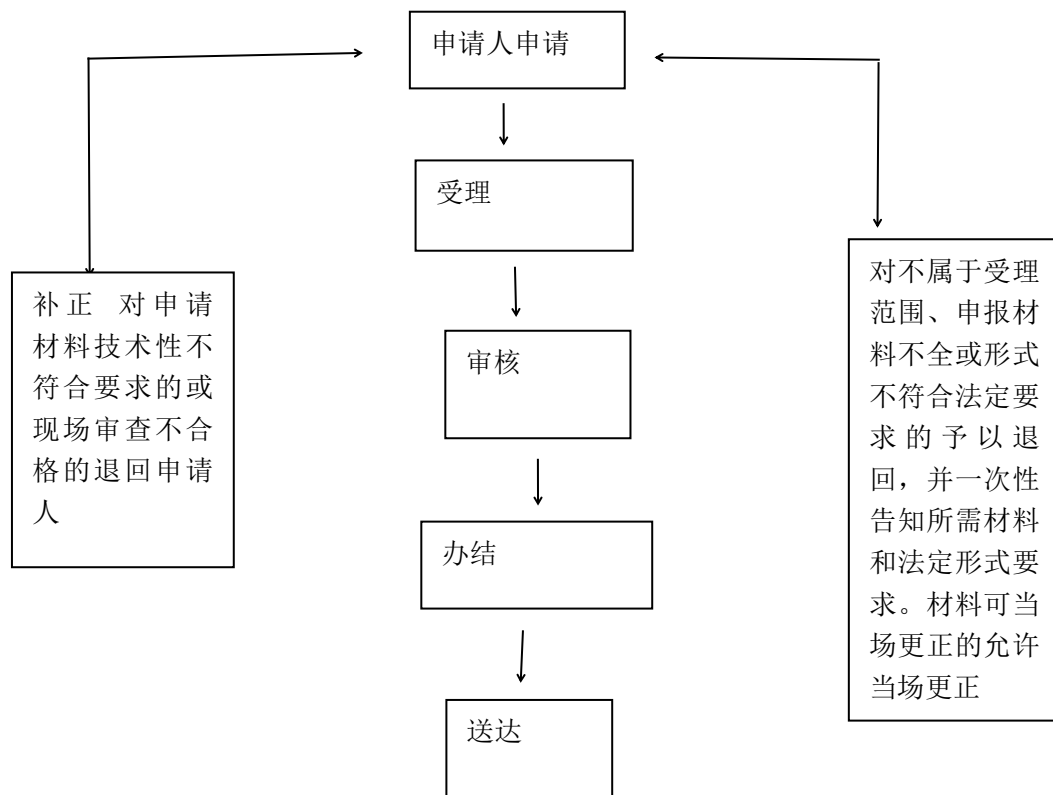 申请人申请
受理
补正 对申请
材料技术性不
符合要求的或
现场审查不合
格的退回申请
人
对不属于受理
范围、申报材
料不全或形式
不符合法定要
求的予以退
回，并一次性
告知所需材料
和法定形式要
求。材料可当
场更正的允许
当场更正
审核
办结
送达